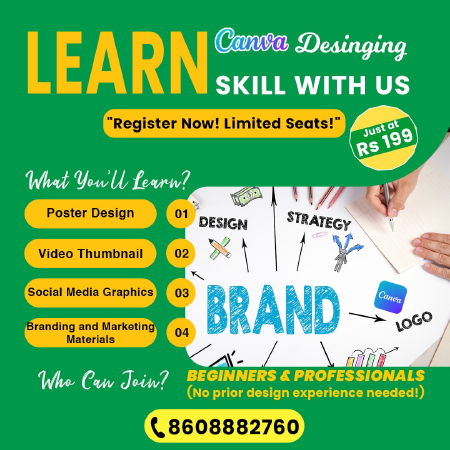 LEARN Canva Desinging
SKILL WITH US
"Register Now! Limited Seats!"
Just at
Rs 199
What You'll Learn?
Poster Design 01
Video Thumbnail 02
Social Media Graphics 03
Branding and Marketing
Materials 04
DESIGN
STRATEGY
BRAND
Canva
LOGO
Who Can Join?
BEGINNERS & PROFESSIONALS
(No prior design experience needed!)
8608882760